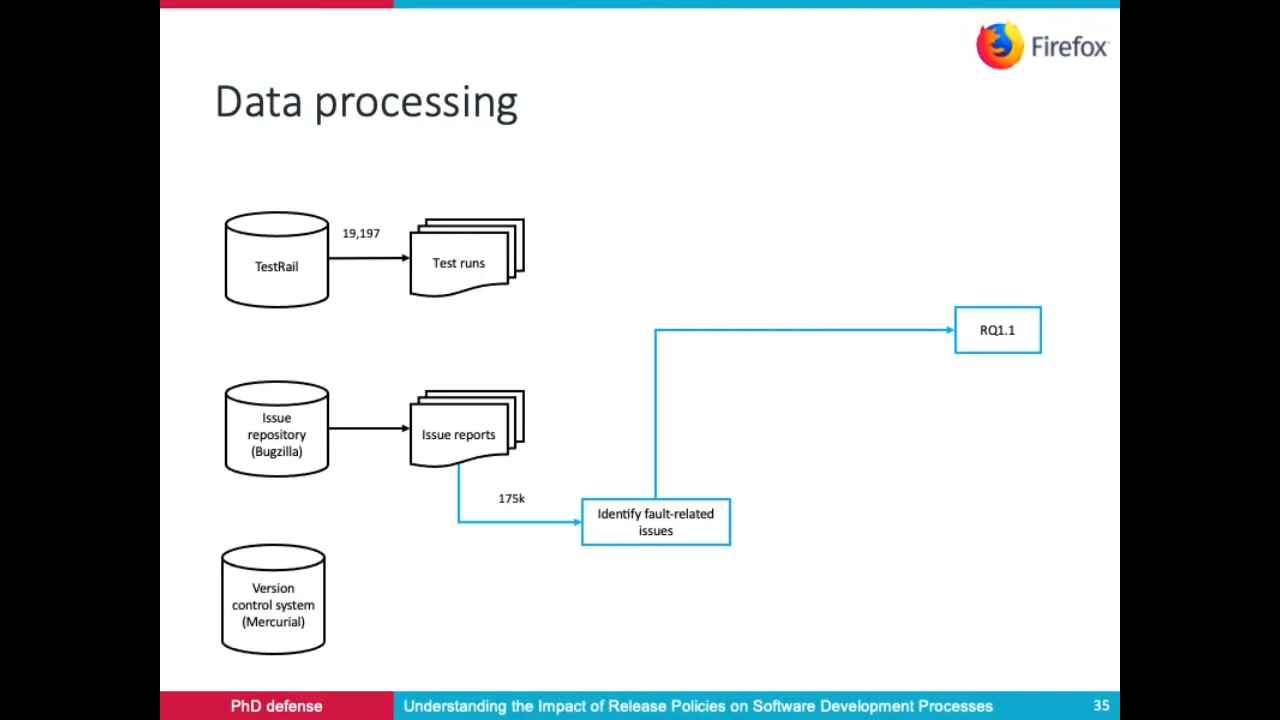 Firefox
Data processing
19,197
TestRail
Test runs
RQ1.1
Issue
repository
(Bugzilla)
Issue reports
175k
Identify fault-related
issues
Version
control system
(Mercurial)
PhD defense
Understanding the Impact of Release Policies on Software Development Processes
35